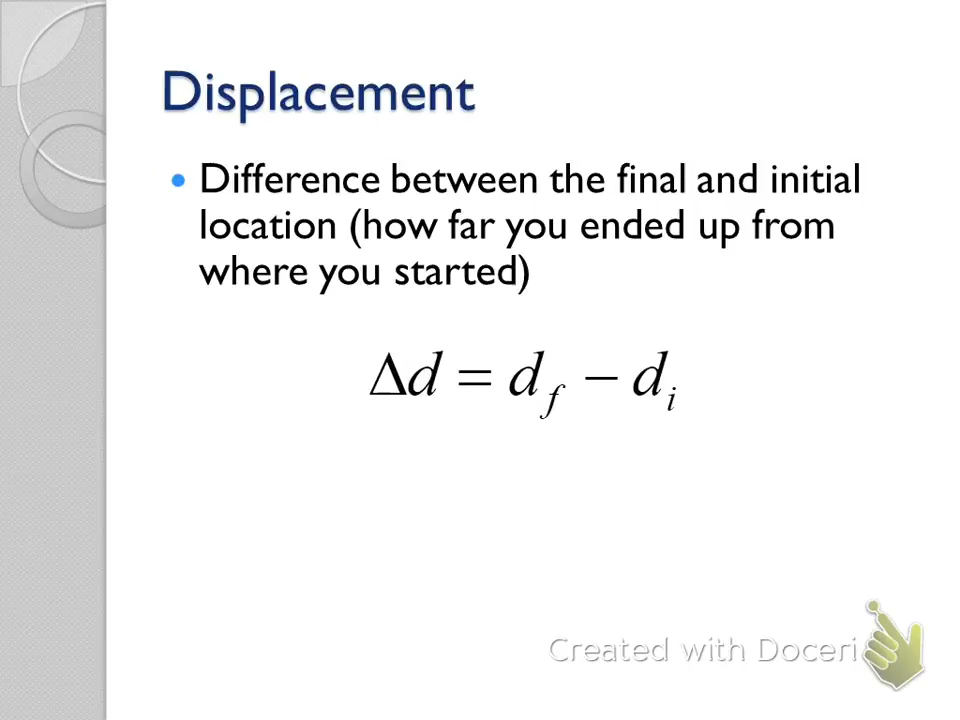 Displacement
Difference between the final and initial
location (how far you ended up from
where you started)
Δd = d_f − d_i
Created with Doceri